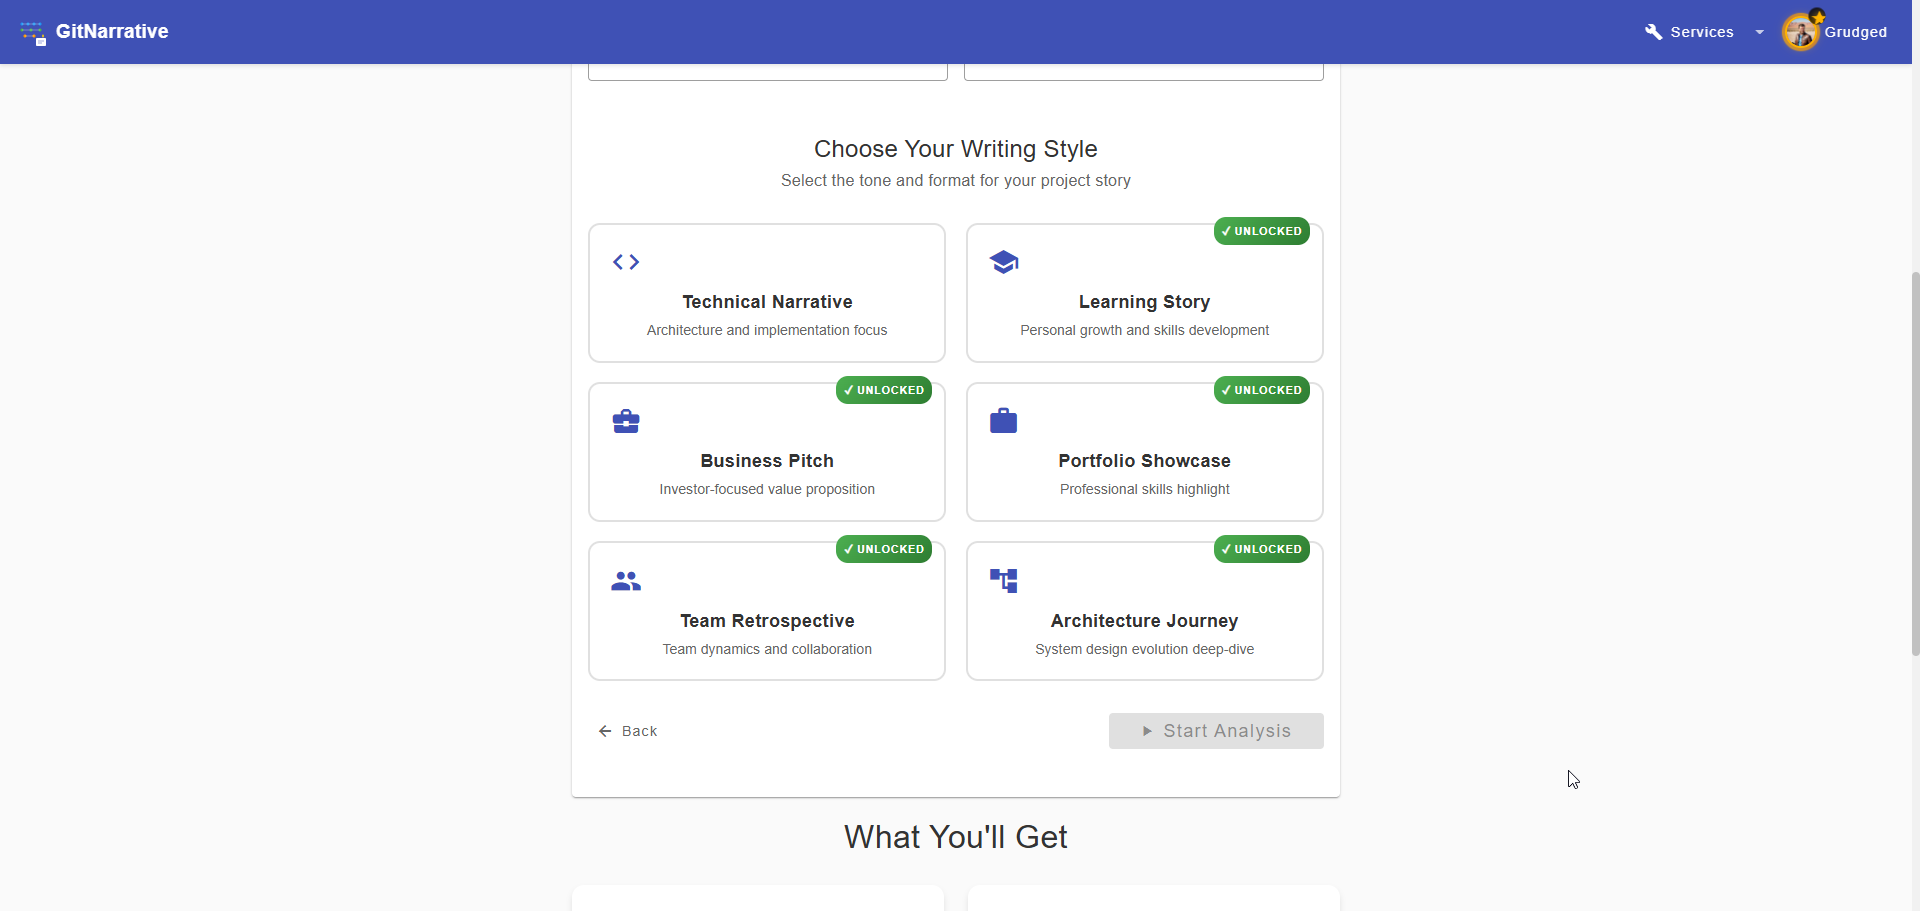 GitNarrative
Services
Grudged
Choose Your Writing Style
Select the tone and format for your project story
Technical Narrative
Architecture and implementation focus
✓ UNLOCKED
Learning Story
Personal growth and skills development
✓ UNLOCKED
Business Pitch
Investor-focused value proposition
✓ UNLOCKED
Portfolio Showcase
Professional skills highlight
✓ UNLOCKED
Team Retrospective
Team dynamics and collaboration
✓ UNLOCKED
Architecture Journey
System design evolution deep-dive
Back
Start Analysis
What You'll Get